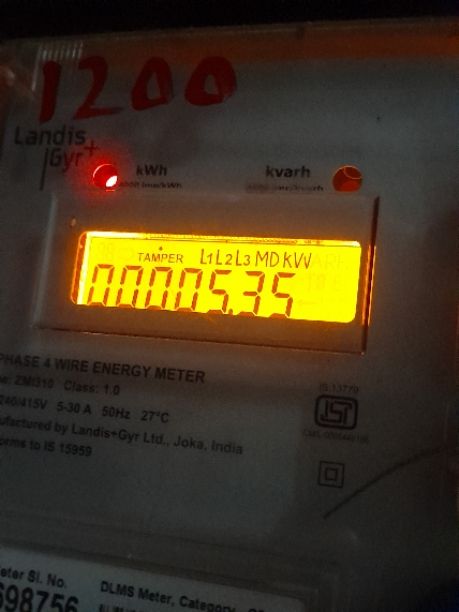 1200
Landis
Gyr+
kWh
kvarh
TAMPER L1L2L3 MD kW
000005.35
PHASE 4 WIRE ENERGY METER
ZMI310 Class: 1.0
240/415V 5-30 A 50Hz 27°C
ufactured by Landis+Gyr Ltd., Joka, India
orms to IS 15959
IS 13779
ISI
eter Sl. No.
698756
DLMS Meter, Category